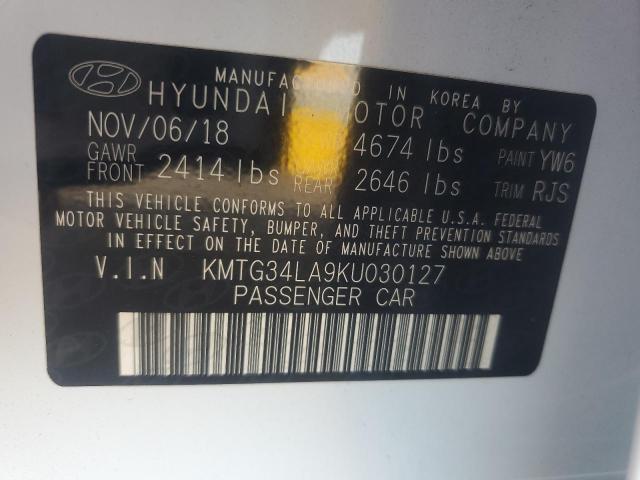 MANUFACTURED IN KOREA BY
HYUNDAI MOTOR COMPANY
NOV/06/18 4674 lbs PAINT YW6
GAWR FRONT 2414 lbs REAR 2646 lbs TRIM RJS
THIS VEHICLE CONFORMS TO ALL APPLICABLE U.S.A. FEDERAL
MOTOR VEHICLE SAFETY, BUMPER, AND THEFT PREVENTION STANDARDS
IN EFFECT ON THE DATE OF MANUFACTURE SHOWN ABOVE
V.I.N KMTG34LA9KU030127
PASSENGER CAR